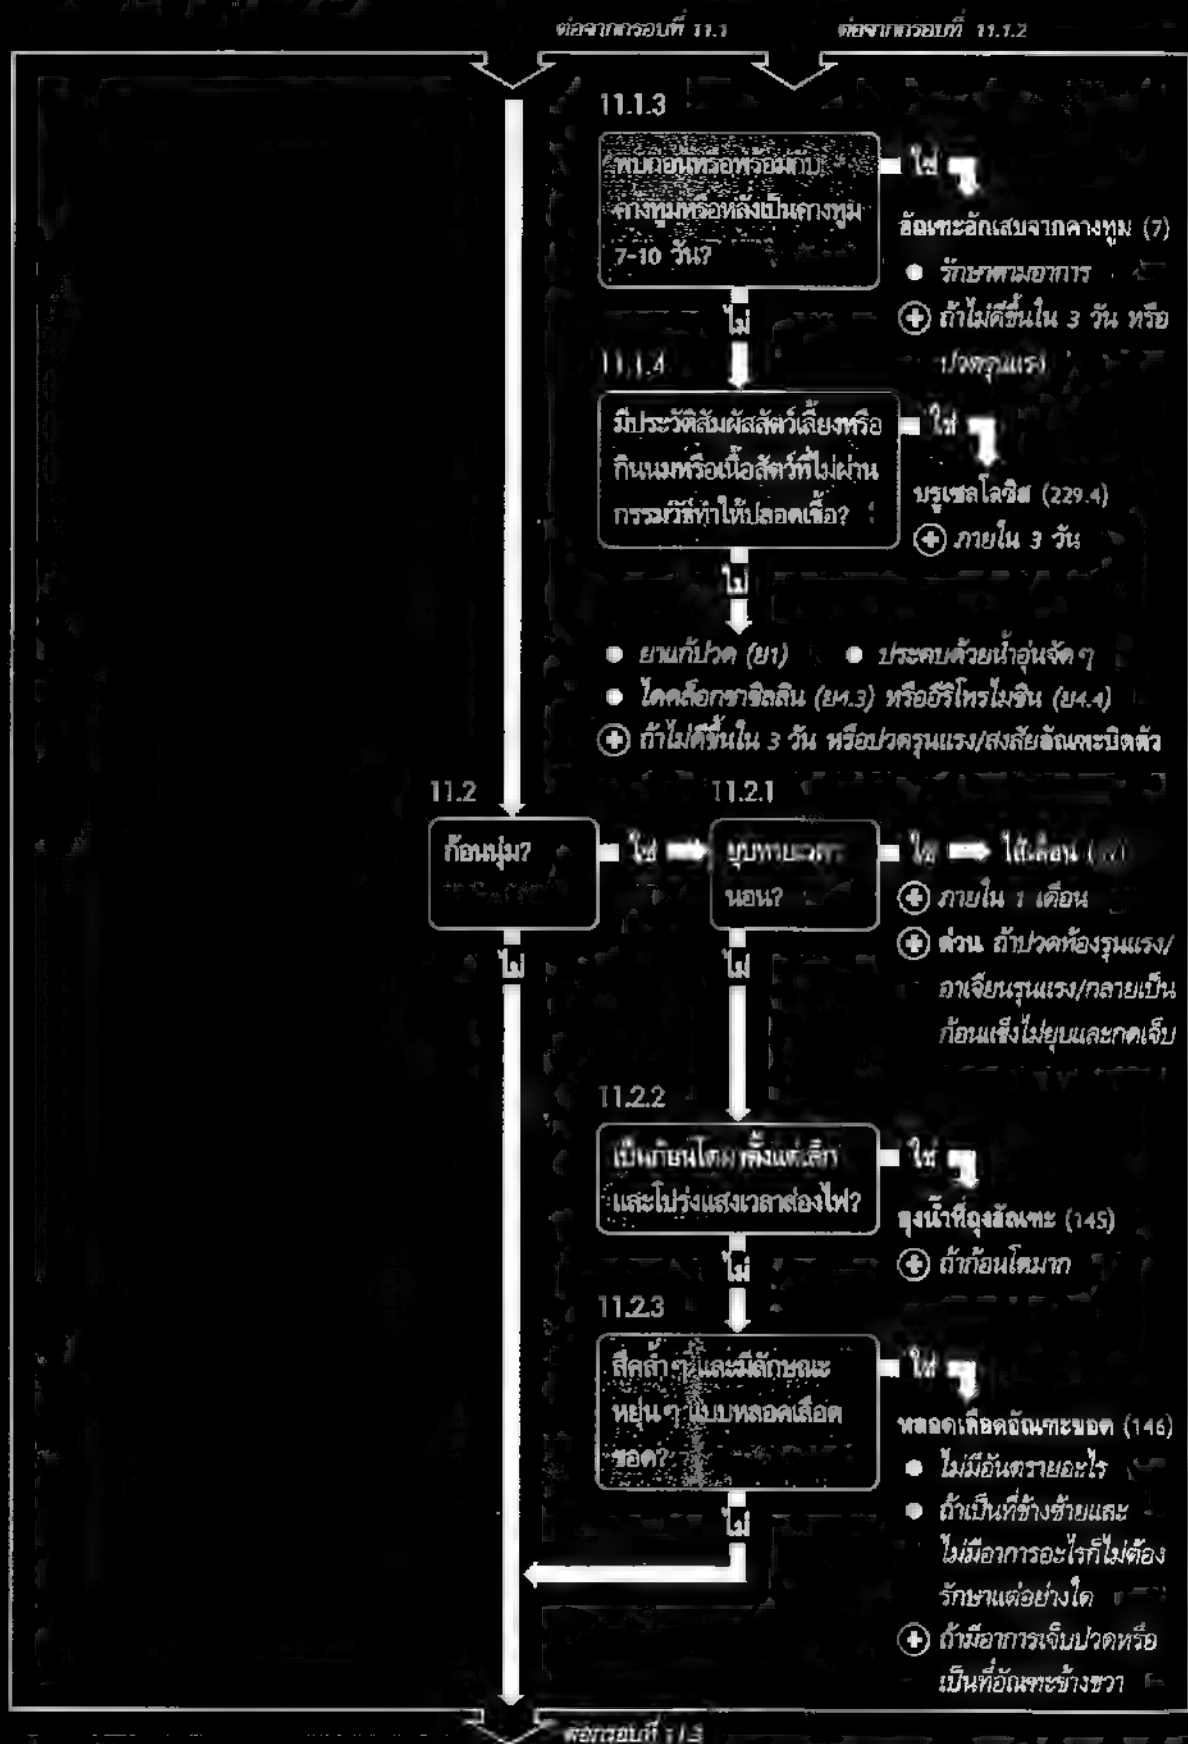 ต่อจากกรอบที่ 11.1
ต่อจากกรอบที่ 11.1.2
11.1.3
พบก่อนหรือพร้อมกับ
คางทูมหรือหลังเป็นคางทูม
7-10 วัน?
ใช่
อัณฑะอักเสบจากคางทูม (7)
รักษาตามอาการ
ถ้าไม่ดีขึ้นใน 3 วัน หรือ
ปวดรุนแรง
ไม่
11.1.4
มีประวัติสัมผัสสัตว์เลี้ยงหรือ
กินนมหรือเนื้อสัตว์ที่ไม่ผ่าน
กรรมวิธีทำให้ปลอดเชื้อ?
ใช่
บรูเซลโลซิส (229.4)
ภายใน 3 วัน
ไม่
ยาแก้ปวด (ย1)
ประคบด้วยน้ำอุ่นจัดๆ
ไดคล็อกซาซิลลิน (ย4.3) หรืออีริโทรไมซิน (ย4.4)
ถ้าไม่ดีขึ้นใน 3 วัน หรือปวดรุนแรง/สงสัยอัณฑะบิดตัว
11.2
ก้อนนุ่ม?
ใช่
11.2.1
ยุบหายเวลา
นอน?
ใช่
ไส้เลื่อน
ภายใน 1 เดือน
ด่วน ถ้าปวดท้องรุนแรง/
อาเจียนรุนแรง/กลายเป็น
ก้อนแข็งไม่ยุบและกดเจ็บ
ไม่
ไม่
11.2.2
เป็นก้อนโตมาตั้งแต่เล็ก
และโปร่งแสงเวลาส่องไฟ?
ใช่
ถุงน้ำที่ถุงอัณฑะ (145)
ถ้าก้อนโตมาก
ไม่
11.2.3
สีคล้ำๆ และมีลักษณะ
หยุ่นๆ แบบหลอดเลือด
ขอด?
ใช่
หลอดเลือดอัณฑะขอด (146)
ไม่มีอันตรายอะไร
ถ้าเป็นที่ข้างซ้ายและ
ไม่มีอาการอะไรก็ไม่ต้อง
รักษาแต่อย่างใด
ถ้ามีอาการเจ็บปวดหรือ
เป็นที่อัณฑะข้างขวา
ไม่
ต่อกรอบที่ 11.3